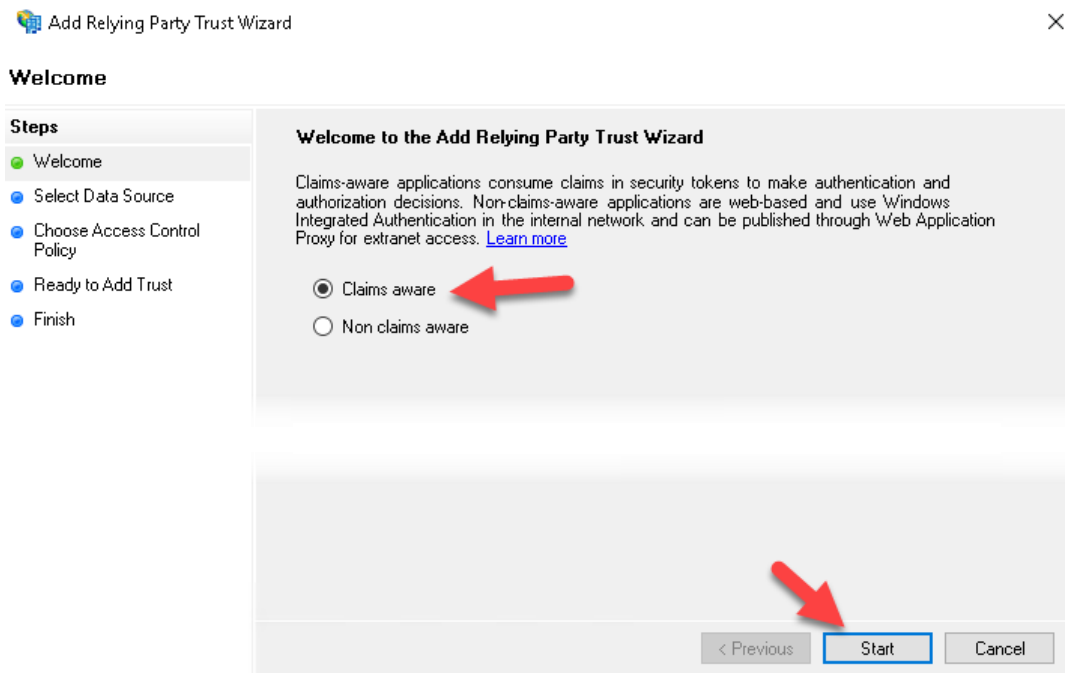 Add Relying Party Trust Wizard
Welcome
Steps
Welcome
Select Data Source
Choose Access Control
Policy
Ready to Add Trust
Finish
Welcome to the Add Relying Party Trust Wizard
Claims-aware applications consume claims in security tokens to make authentication and
authorization decisions. Non-claims-aware applications are web-based and use Windows
Integrated Authentication in the internal network and can be published through Web Application
Proxy for extranet access. Learn more
Claims aware
Non claims aware
< Previous
Start
Cancel